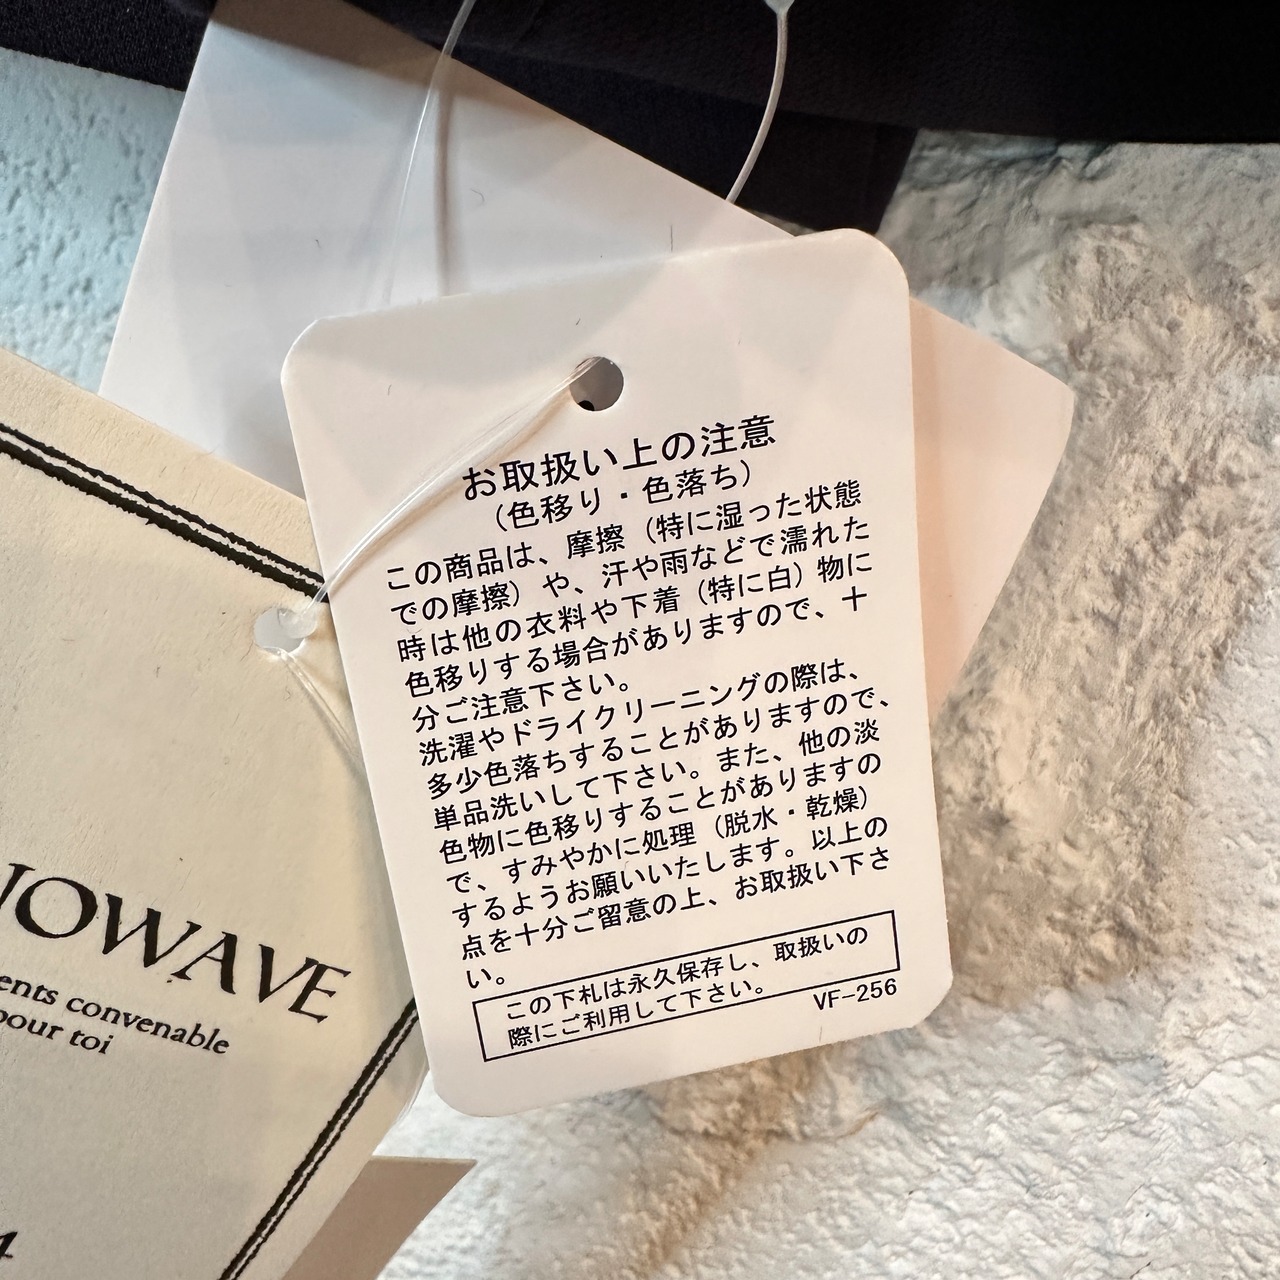 お取扱い上の注意
（色移り・色落ち）
この商品は、摩擦（特に湿った状態
での摩擦）や、汗や雨などで濡れた
時は他の衣料や下着（特に白）物に
色移りする場合がありますので、十
分ご注意下さい。
洗濯やドライクリーニングの際は、
多少色落ちすることがありますので、
単品洗いして下さい。また、他の淡
色物に色移りすることがありますの
で、すみやかに処理（脱水・乾燥）
するようお願いいたします。以上の
点を十分ご留意の上、お取扱い下さ
い。
この下札は永久保存し、取扱いの
際にご利用して下さい。
VF-256
OWAVE
ents convenable
pour toi